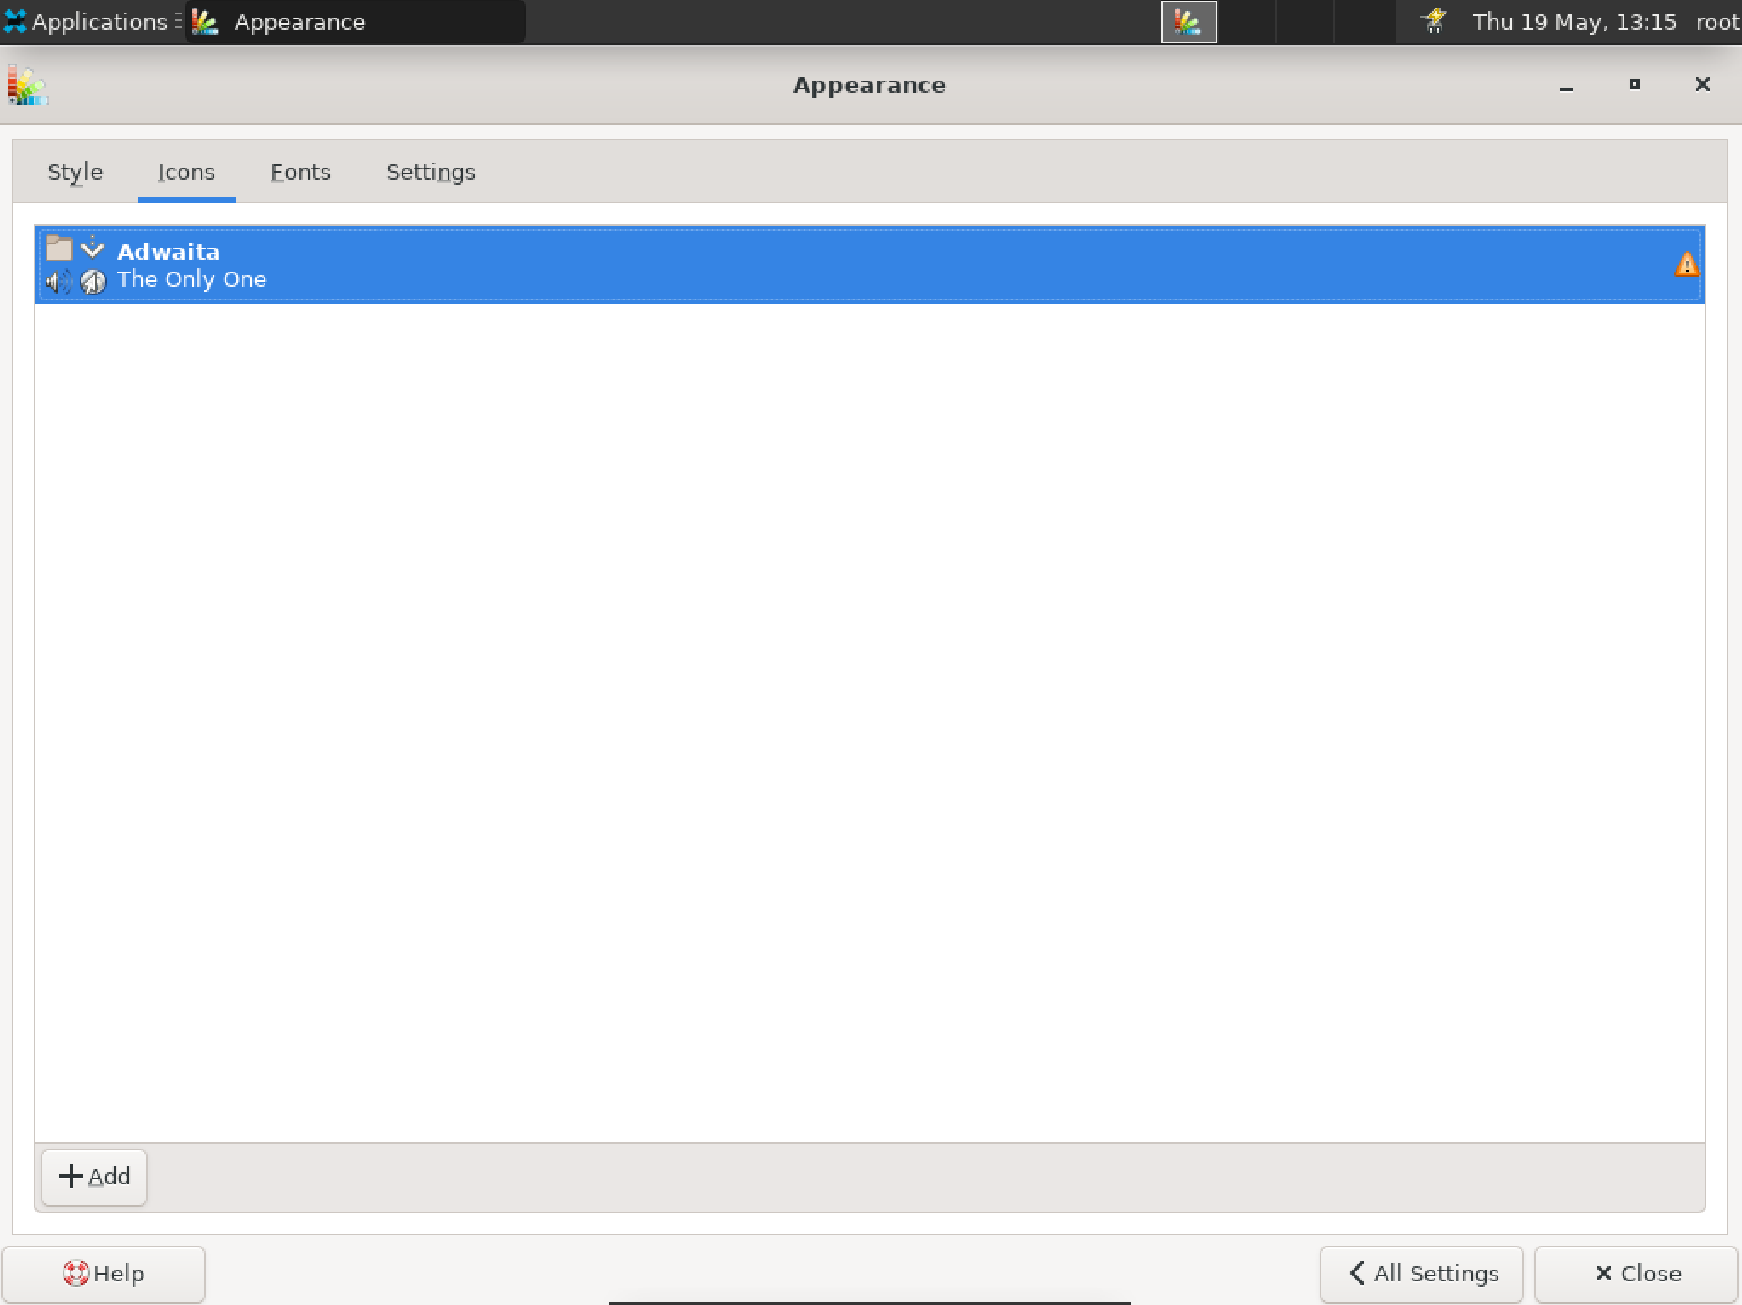 Applications Appearance Thu 19 May, 13:15 root
Appearance
Style Icons Fonts Settings
Adwaita
The Only One
Add
Help All Settings Close